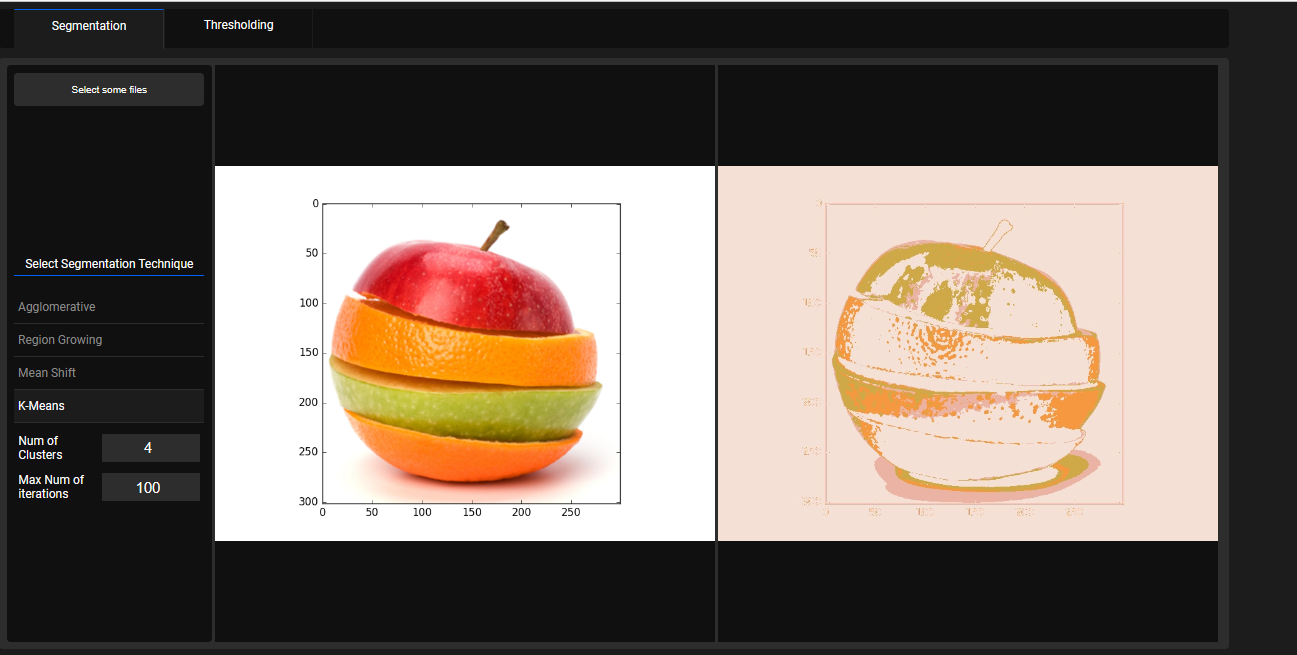 Segmentation
Thresholding
Select some files
Select Segmentation Technique
Agglomerative
Region Growing
Mean Shift
K-Means
Num of
Clusters
4
Max Num of
iterations
100
0
50
100
150
200
250
300
0
50
100
150
200
250